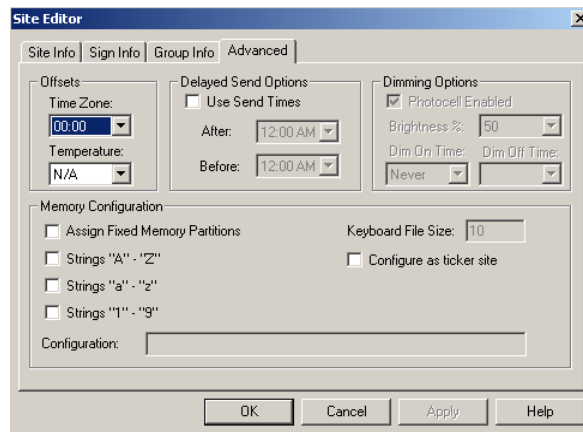 Site Editor
Site Info Sign Info Group Info Advanced
Offsets
Time Zone:
00:00
Temperature:
N/A
Delayed Send Options
Use Send Times
After: 12:00 AM
Before: 12:00 AM
Dimming Options
Photocell Enabled
Brightness %: 50
Dim On Time: Dim Off Time:
Never
Memory Configuration
Assign Fixed Memory Partitions
Strings "A" - "Z"
Strings "a" - "z"
Strings "1" - "9"
Keyboard File Size: 10
Configure as ticker site
Configuration:
OK Cancel Apply Help